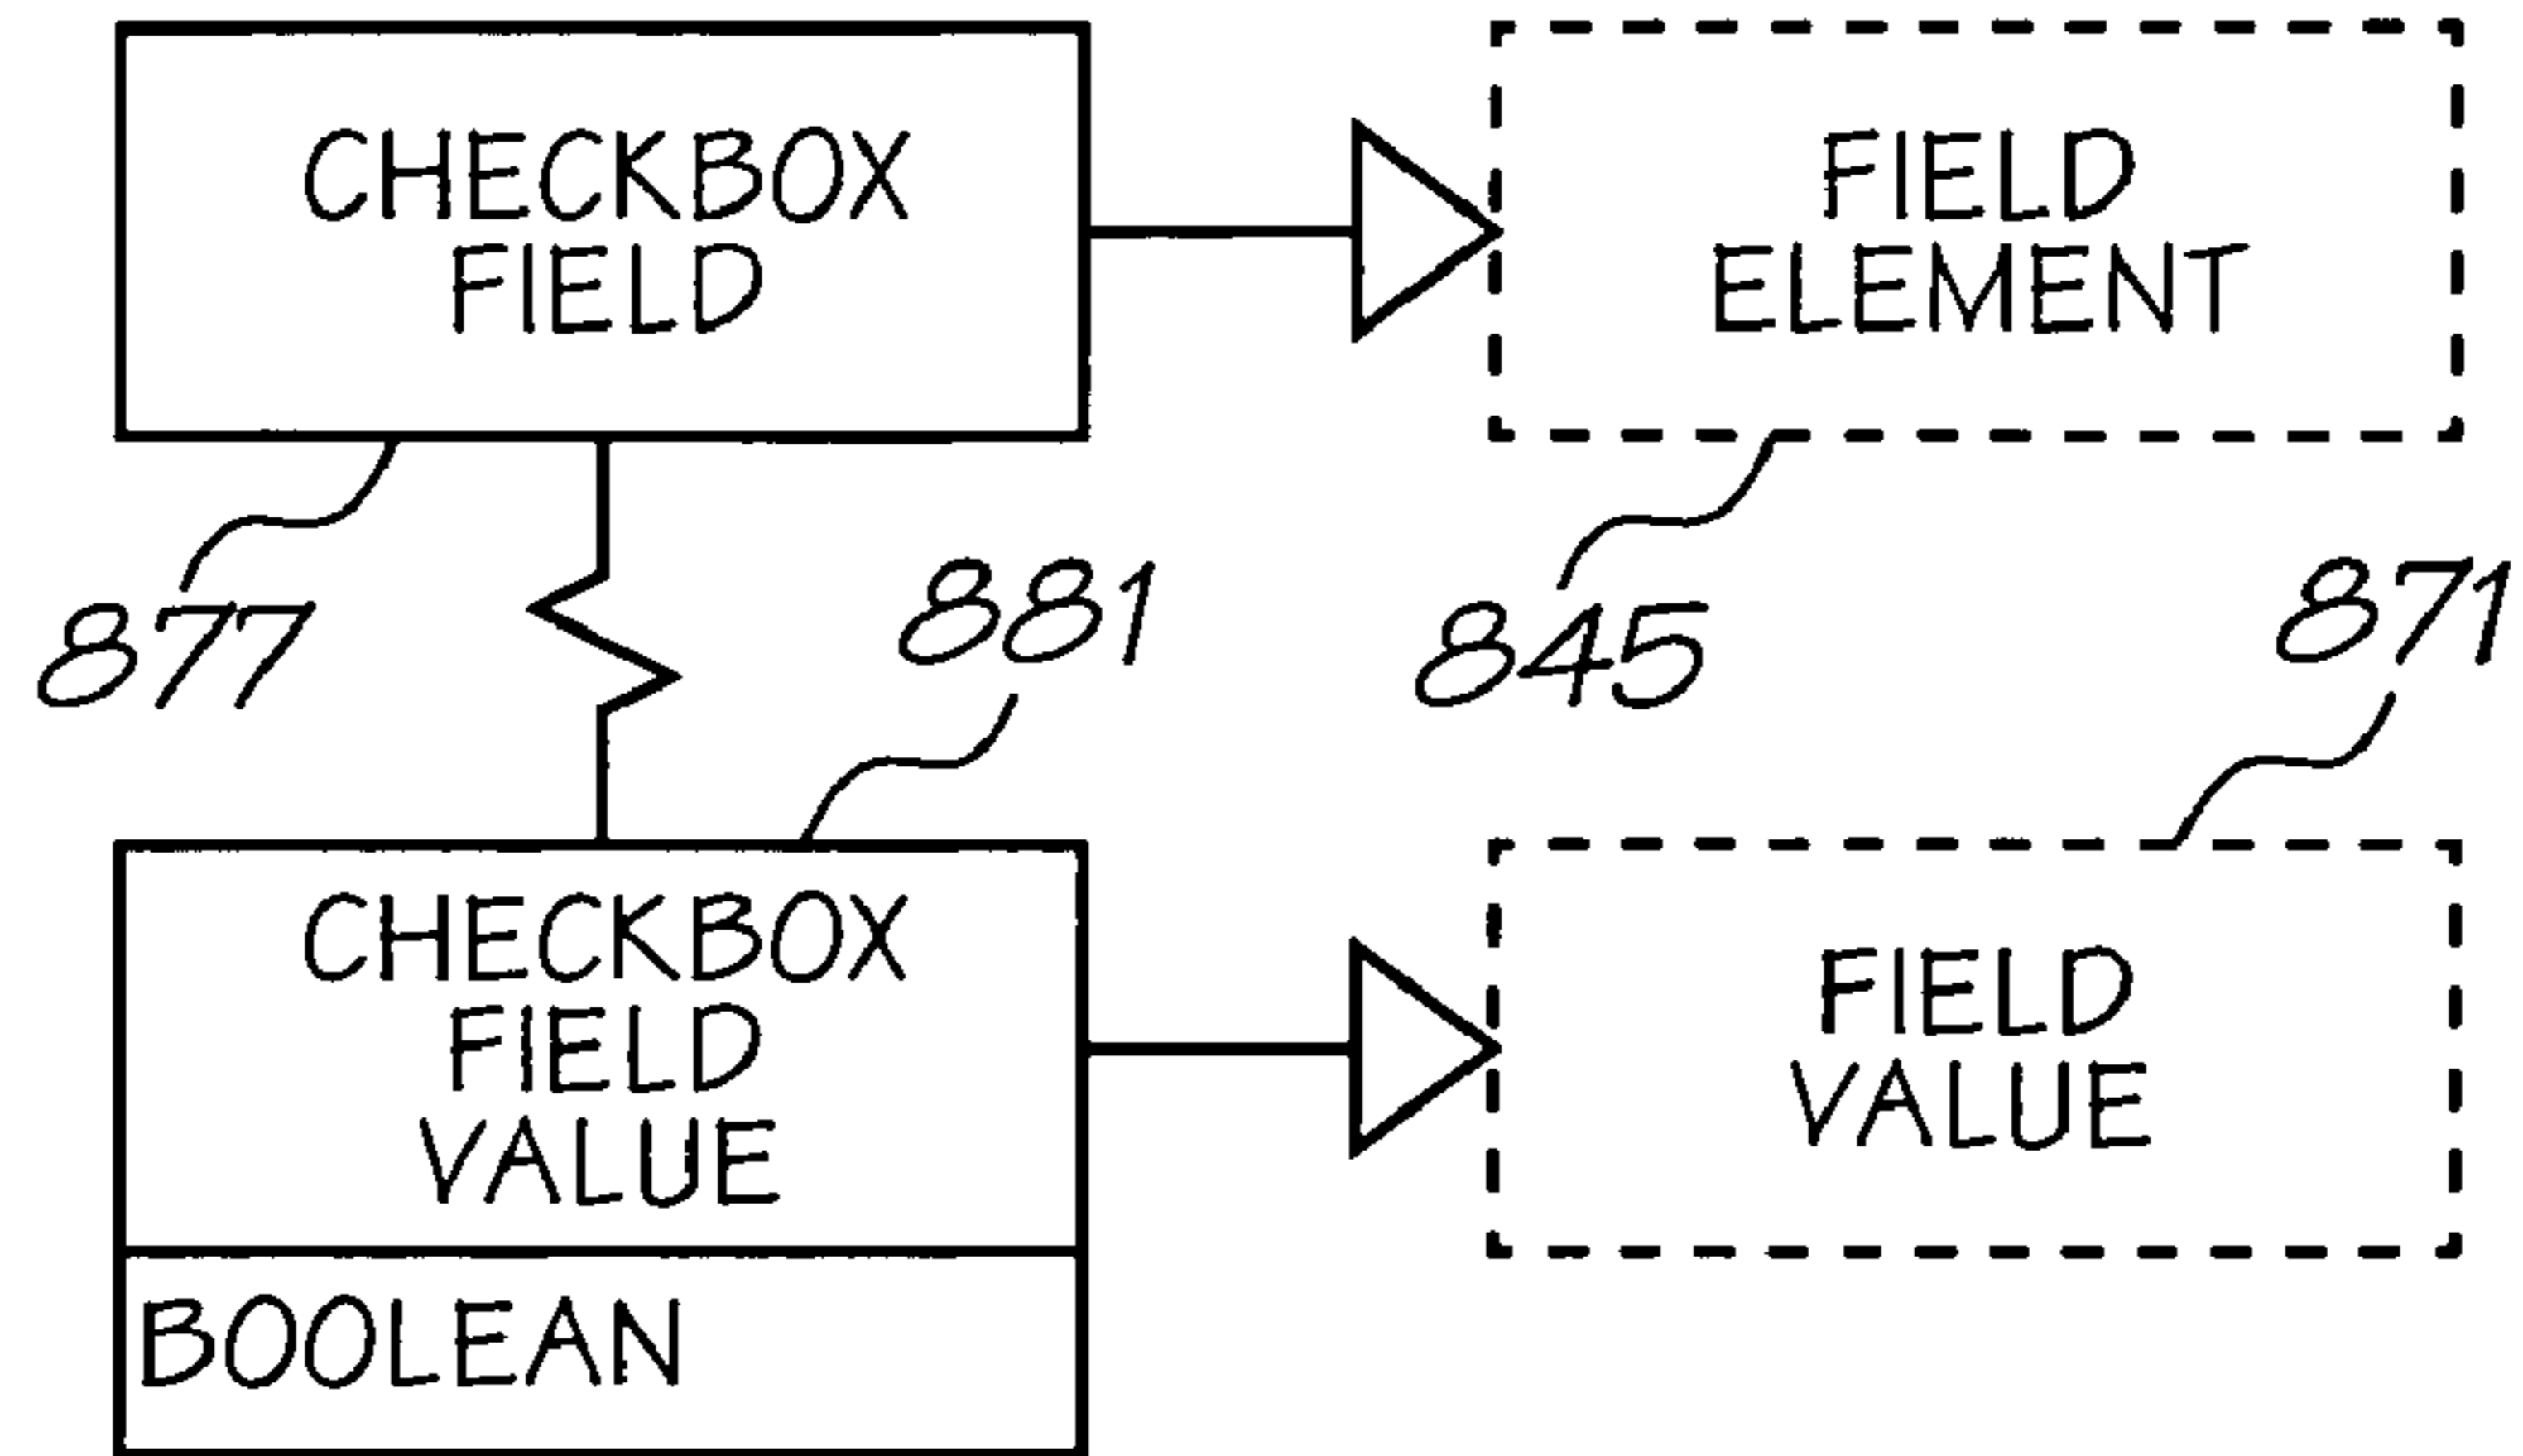 CHECKBOX
FIELD
FIELD
ELEMENT
877
845
881
871
CHECKBOX
FIELD
VALUE
BOOLEAN
FIELD
VALUE